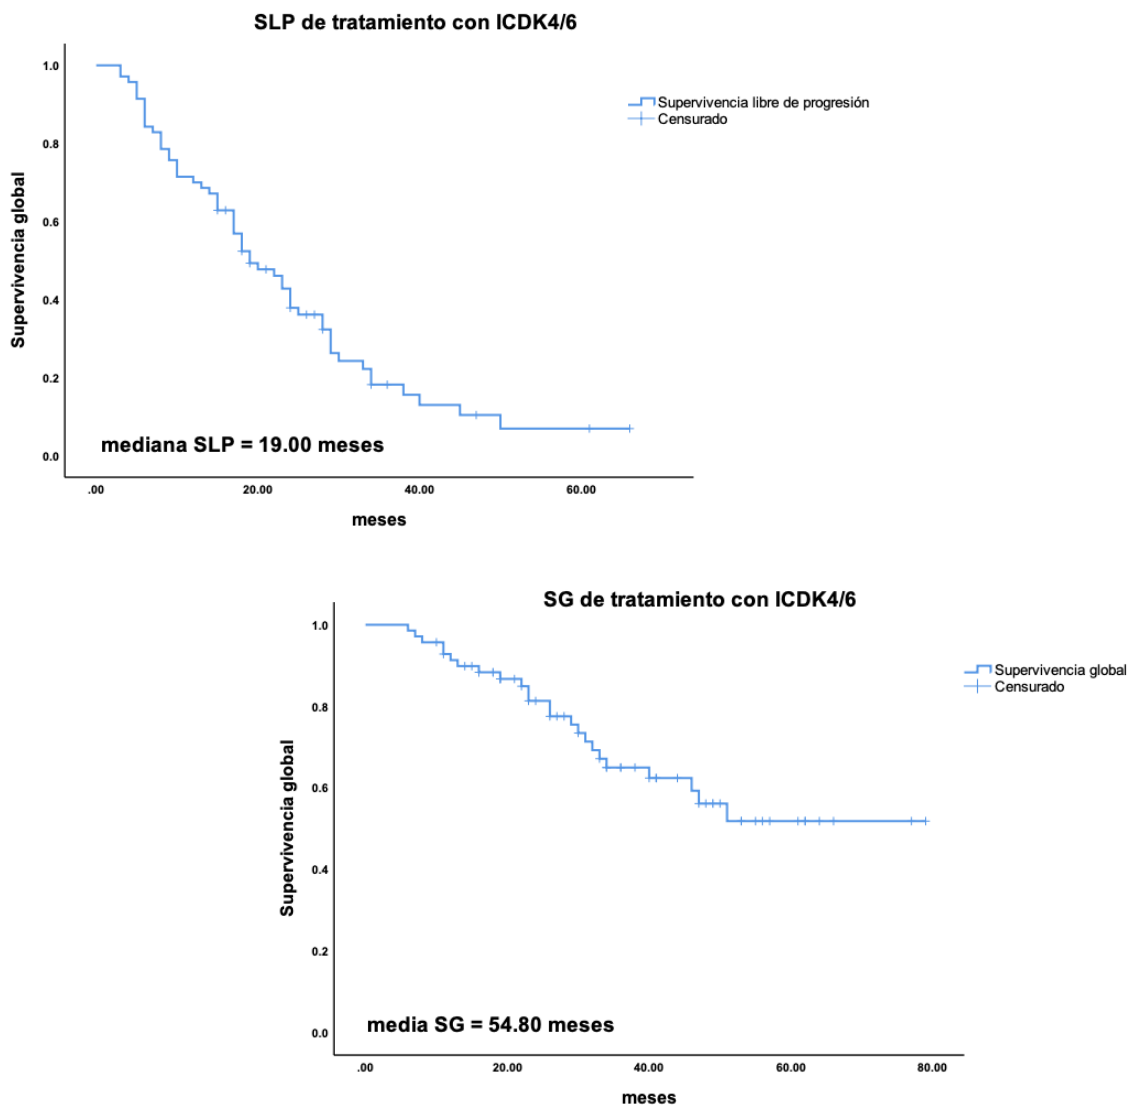 SLP de tratamiento con ICDK4/6
1.0
0.8
0.6
0.4
0.2
0.0
Supervivencia global
Supervivencia libre de progresión
Censurado
mediana SLP = 19.00 meses
.00 20.00 40.00 60.00
meses
SG de tratamiento con ICDK4/6
1.0
0.8
0.6
0.4
0.2
0.0
Supervivencia global
Supervivencia global
Censurado
media SG = 54.80 meses
.00 20.00 40.00 60.00 80.00
meses